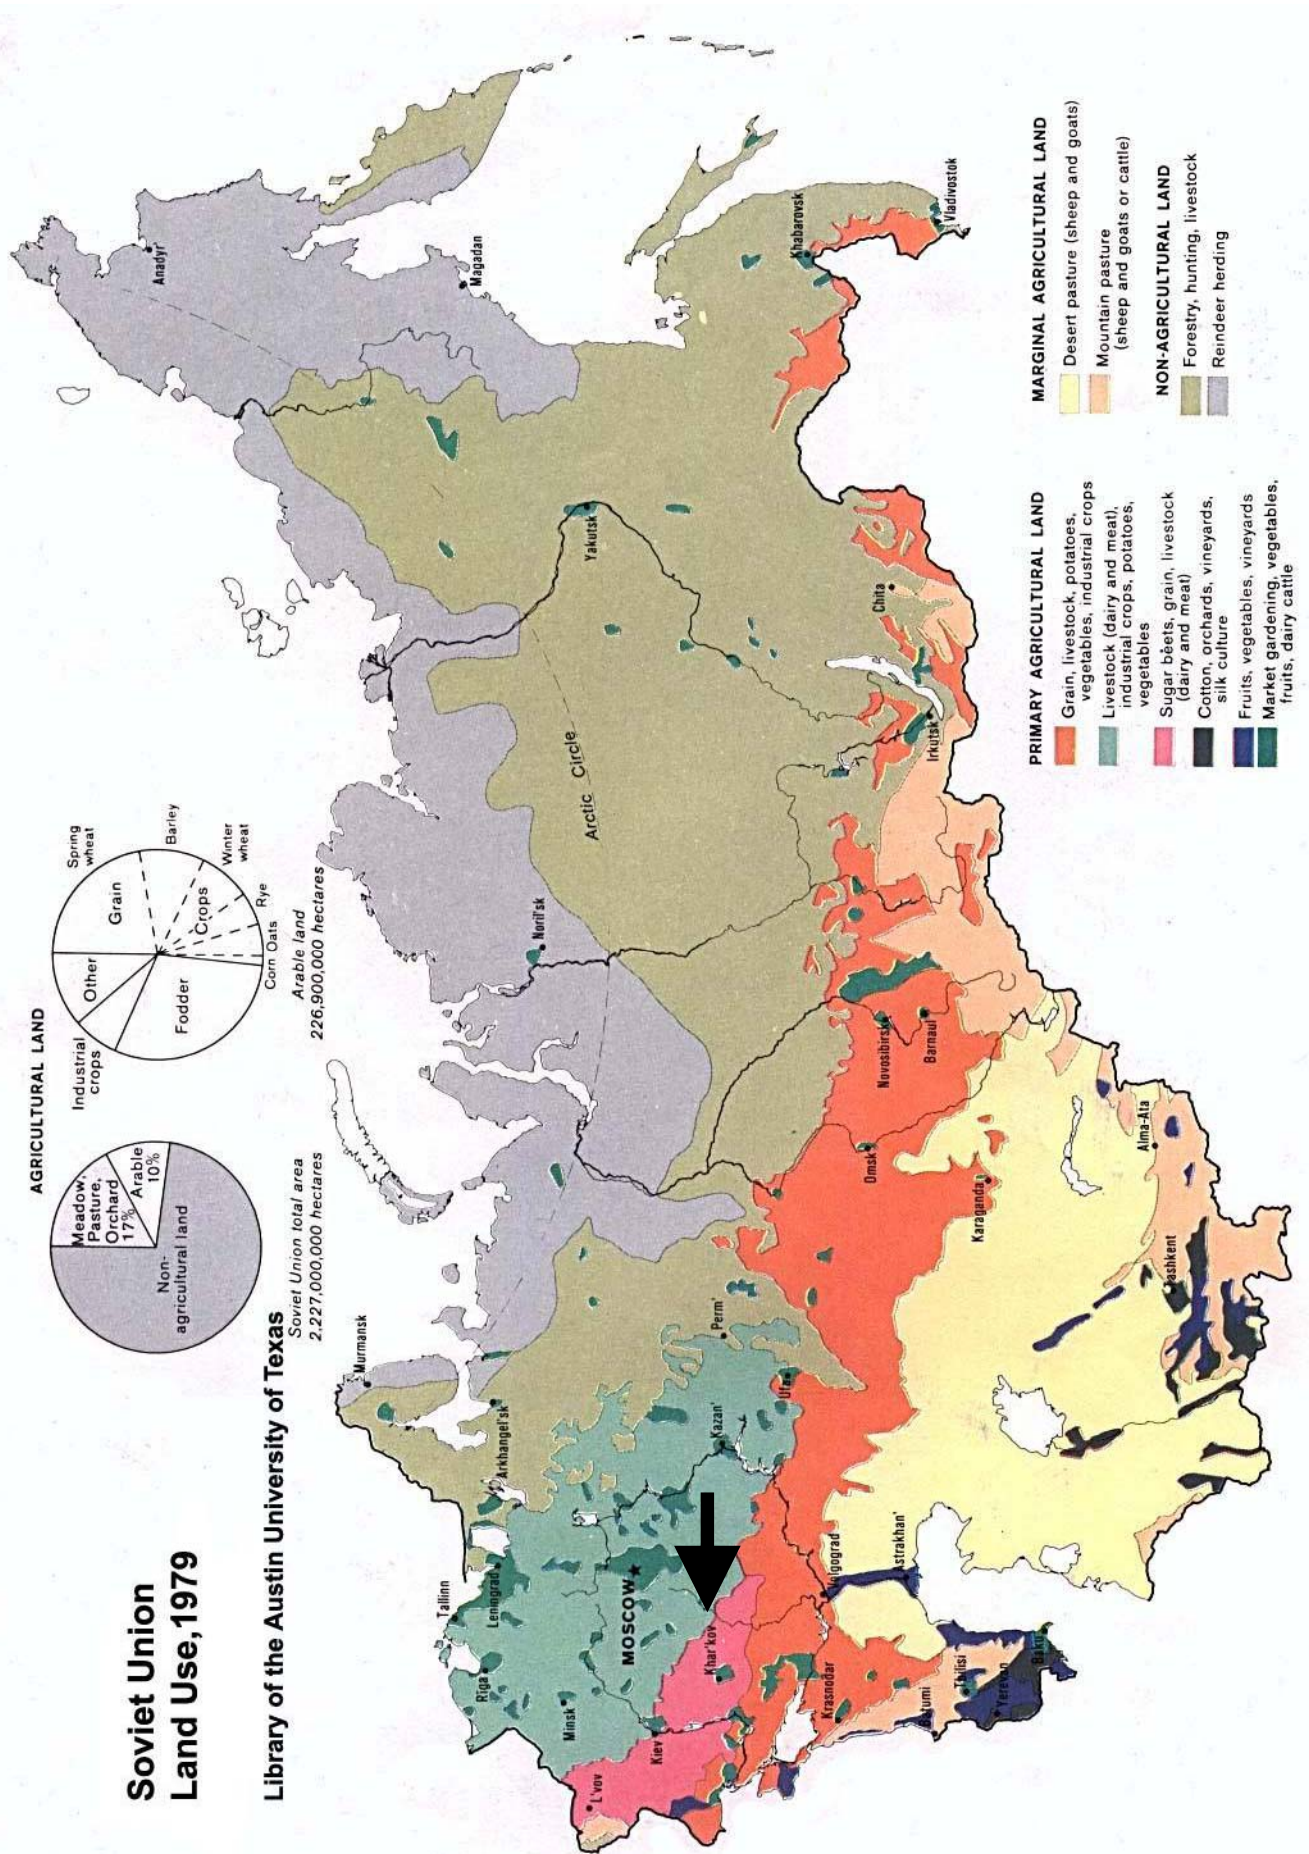 Soviet Union
Land Use,1979
Library of the Austin University of Texas
AGRICULTURAL LAND
Meadow,
Pasture,
Orchard
17%
Arable
10%
Non-
agricultural land
Soviet Union total area
2,227,000,000 hectares
Industrial
crops
Other
Grain
Spring
wheat
Barley
Winter
wheat
Crops
Rye
Oats
Corn
Fodder
Arable land
226,900,000 hectares
Murmansk
Tallinn
Leningrad
Arkhangel'sk
Riga
Minsk
MOSCOW
L'vov
Kiev
Khar'kov
Kazan'
Perm'
Ufa
Volgograd
Astrakhan'
Krasnodar
Batumi
Tbilisi
Yerevan
Baku
Noril'sk
Arctic Circle
Omsk
Novosibirsk
Barnaul
Karaganda
Alma-Ata
Tashkent
Irkutsk
Chita
Yakutsk
Anadyr'
Magadan
Khabarovsk
Vladivostok
PRIMARY AGRICULTURAL LAND
Grain, livestock, potatoes,
vegetables, industrial crops
Livestock (dairy and meat),
industrial crops, potatoes,
vegetables
Sugar beets, grain, livestock
(dairy and meat)
Cotton, orchards, vineyards,
silk culture
Fruits, vegetables, vineyards
Market gardening, vegetables,
fruits, dairy cattle
MARGINAL AGRICULTURAL LAND
Desert pasture (sheep and goats)
Mountain pasture
(sheep and goats or cattle)
NON-AGRICULTURAL LAND
Forestry, hunting, livestock
Reindeer herding